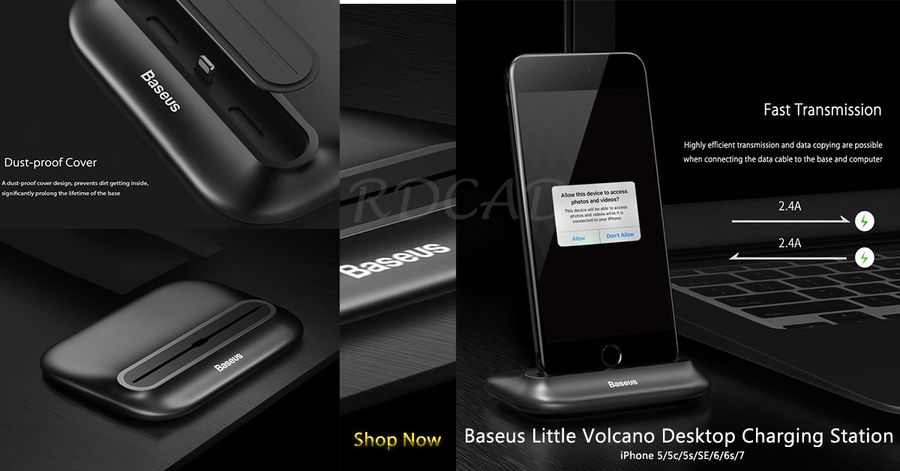 Baseus
Dust-proof Cover
A dust-proof cover design, prevents dirt getting inside,
significantly prolong the lifetime of the base
Baseus
RDCAD
Baseus
Shop Now
Fast Transmission
Highly efficient transmission and data copying are possible
when connecting the data cable to the base and computer
2.4A
2.4A
Allow this device to access
photos and videos?
This device will be able to access
photos and videos while it is
connected to your iPhone.
Allow
Don't Allow
Baseus
Baseus Little Volcano Desktop Charging Station
iPhone 5/5c/5s/SE/6/6s/7